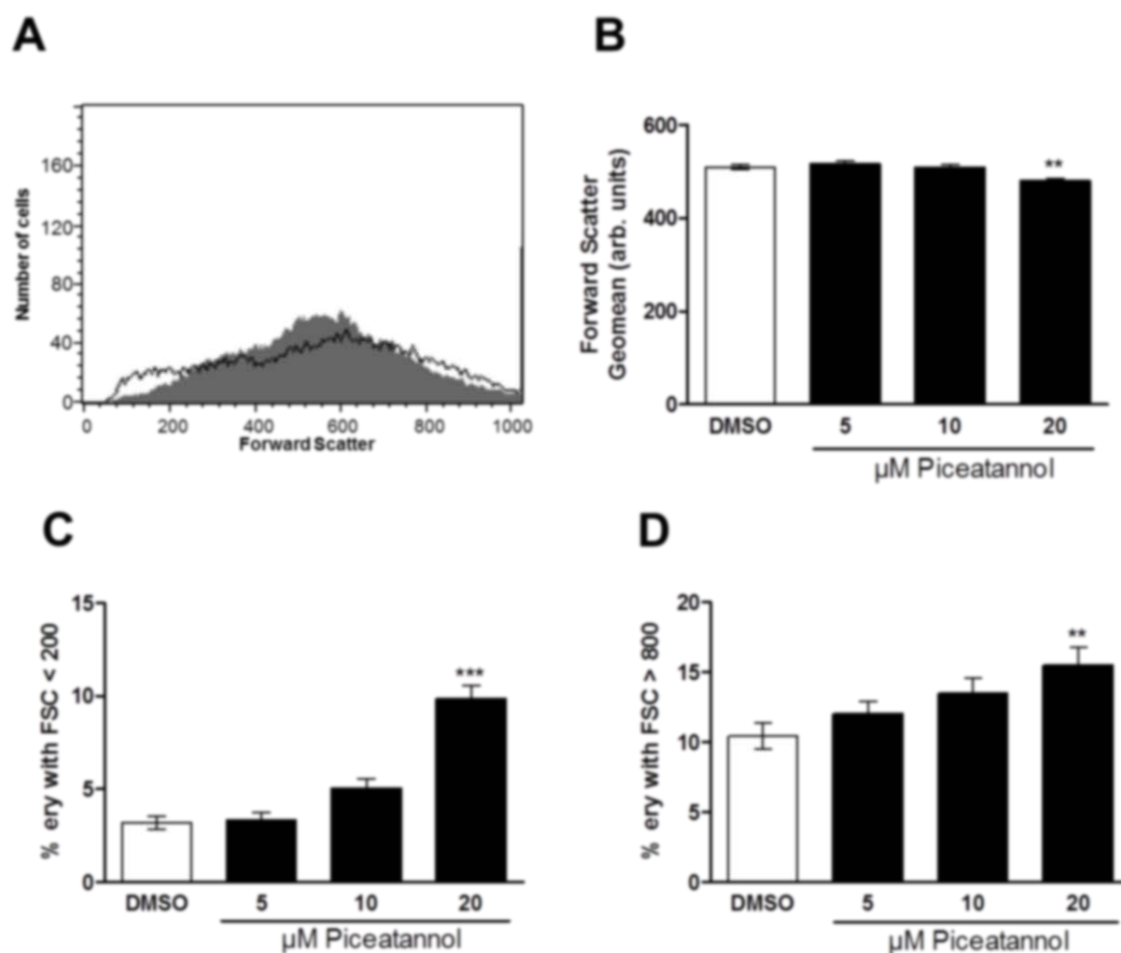 A
Number of cells
160
120
80
40
0
0 200 400 600 800 1000
Forward Scatter
B
Forward Scatter
Geomean (arb. units)
600
400
200
0
**
DMSO 5 10 20
µM Piceatannol
C
% ery with FSC < 200
15
10
5
0
***
DMSO 5 10 20
µM Piceatannol
D
% ery with FSC > 800
20
15
10
5
0
**
DMSO 5 10 20
µM Piceatannol